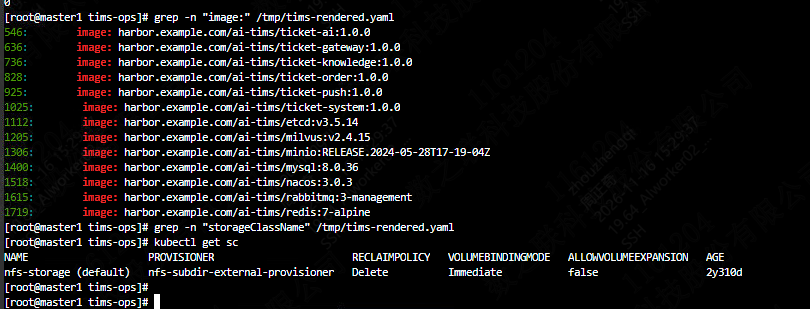 0
[root@master1 tims-ops]# grep -n "image:" /tmp/tims-rendered.yaml
546:        image: harbor.example.com/ai-tims/ticket-ai:1.0.0
636:        image: harbor.example.com/ai-tims/ticket-gateway:1.0.0
736:        image: harbor.example.com/ai-tims/ticket-knowledge:1.0.0
828:        image: harbor.example.com/ai-tims/ticket-order:1.0.0
925:        image: harbor.example.com/ai-tims/ticket-push:1.0.0
1025:        image: harbor.example.com/ai-tims/ticket-system:1.0.0
1112:        image: harbor.example.com/ai-tims/etcd:v3.5.14
1205:        image: harbor.example.com/ai-tims/milvus:v2.4.15
1306:        image: harbor.example.com/ai-tims/minio:RELEASE.2024-05-28T17-19-04Z
1400:        image: harbor.example.com/ai-tims/mysql:8.0.36
1518:        image: harbor.example.com/ai-tims/nacos:3.0.3
1615:        image: harbor.example.com/ai-tims/rabbitmq:3-management
1719:        image: harbor.example.com/ai-tims/redis:7-alpine
[root@master1 tims-ops]# grep -n "storageClassName" /tmp/tims-rendered.yaml
[root@master1 tims-ops]# kubectl get sc
NAME                    PROVISIONER                       RECLAIMPOLICY   VOLUMEBINDINGMODE   ALLOWVOLUMEEXPANSION   AGE
nfs-storage (default)   nfs-subdir-external-provisioner   Delete          Immediate           false                  2y310d
[root@master1 tims-ops]#
[root@master1 tims-ops]#